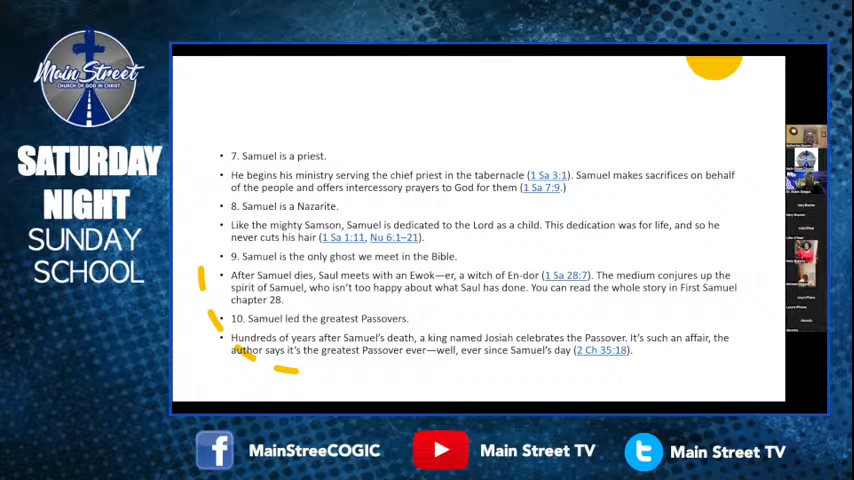 Main Street
CHURCH OF GOD IN CHRIST
SATURDAY
NIGHT
SUNDAY
SCHOOL
• 7. Samuel is a priest.
• He begins his ministry serving the chief priest in the tabernacle (1 Sa 3:1). Samuel makes sacrifices on behalf
of the people and offers intercessory prayers to God for them (1 Sa 7:9.)
• 8. Samuel is a Nazarite.
• Like the mighty Samson, Samuel is dedicated to the Lord as a child. This dedication was for life, and so he
never cuts his hair (1 Sa 1:11, Nu 6:1–21).
• 9. Samuel is the only ghost we meet in the Bible.
• After Samuel dies, Saul meets with an Ewok—er, a witch of En-dor (1 Sa 28:7). The medium conjures up the
spirit of Samuel, who isn't too happy about what Saul has done. You can read the whole story in First Samuel
chapter 28.
• 10. Samuel led the greatest Passovers.
• Hundreds of years after Samuel's death, a king named Josiah celebrates the Passover. It's such an affair, the
author says it's the greatest Passover ever—well, ever since Samuel's day (2 Ch 35:18).
MainStreeCOGIC
Main Street TV
Main Street TV